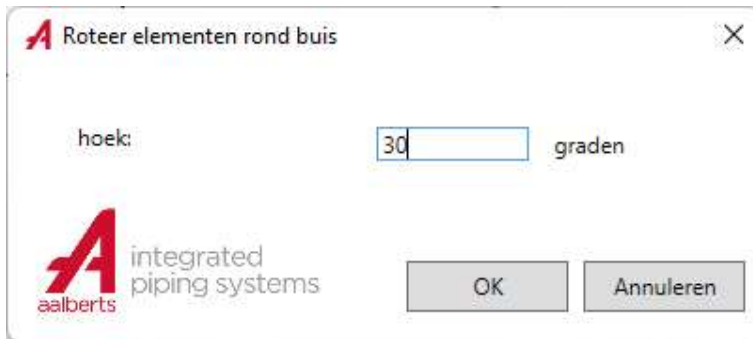 Roteer elementen rond buis
hoek:
30
graden
integrated
piping systems
aalberts
OK
Annuleren